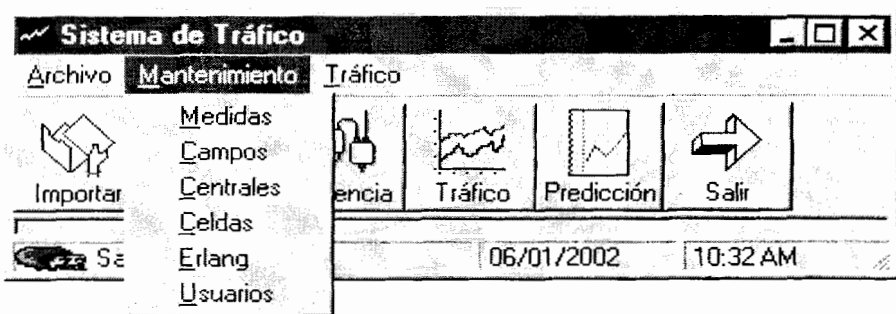 Sistema de Tráfico
Archivo Mantenimiento Tráfico
Medidas
Campos
Centrales
Celdas
Erlang
Usuarios
Importar encia Tráfico Predicción Salir
Sa 06/01/2002 10:32 AM